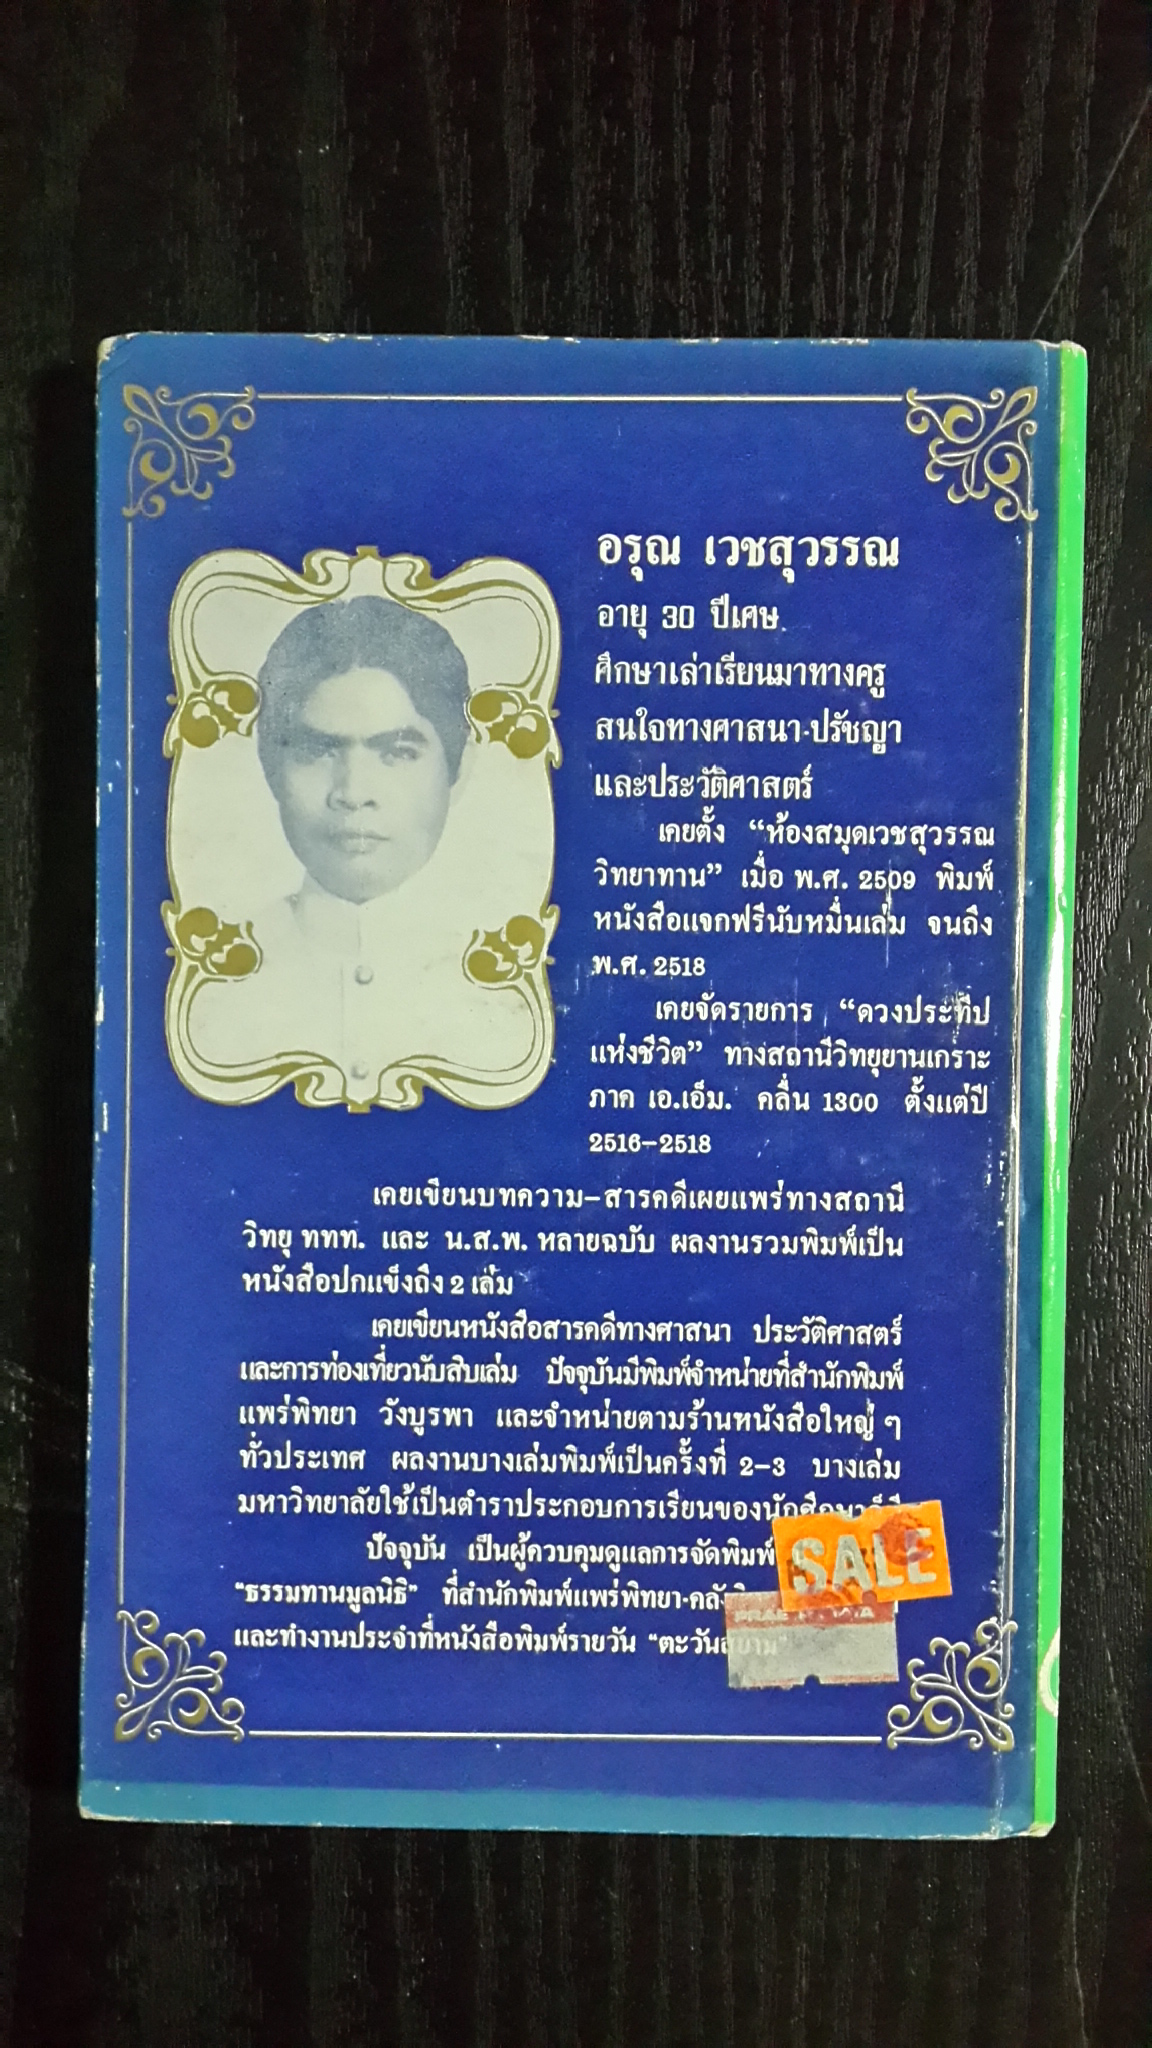 อรุณ เวชสุวรรณ
อายุ 30 ปีเศษ
ศึกษาเล่าเรียนมาทางครู
สนใจทางศาสนา-ปรัชญา
และประวัติศาสตร์
เคยตั้ง “ห้องสมุดเวชสุวรรณ
วิทยาทาน” เมื่อ พ.ศ. 2509 พิมพ์
หนังสือแจกฟรีนับหมื่นเล่ม จนถึง
พ.ศ. 2518
เคยจัดรายการ “ดวงประทีป
แห่งชีวิต” ทางสถานีวิทยุยานเกราะ
ภาค เอ.เอ็ม. คลื่น 1300 ตั้งแต่ปี
2516–2518
เคยเขียนบทความ–สารคดีเผยแพร่ทางสถานี
วิทยุ ททท. และ น.ส.พ. หลายฉบับ ผลงานรวมพิมพ์เป็น
หนังสือปกแข็งถึง 2 เล่ม
เคยเขียนหนังสือสารคดีทางศาสนา ประวัติศาสตร์
และการท่องเที่ยวนับสิบเล่ม ปัจจุบันมีพิมพ์จำหน่ายที่สำนักพิมพ์
แพร่พิทยา วังบูรพา และจำหน่ายตามร้านหนังสือใหญ่ ๆ
ทั่วประเทศ ผลงานบางเล่มพิมพ์เป็นครั้งที่ 2–3 บางเล่ม
มหาวิทยาลัยใช้เป็นตำราประกอบการเรียนของนักศึกษา
ปัจจุบัน เป็นผู้ควบคุมดูแลการจัดพิมพ์
“ธรรมทานมูลนิธิ” ที่สำนักพิมพ์แพร่พิทยา-คลัง
และทำงานประจำที่หนังสือพิมพ์รายวัน “ตะวันสยาม”
SALE
PRAE